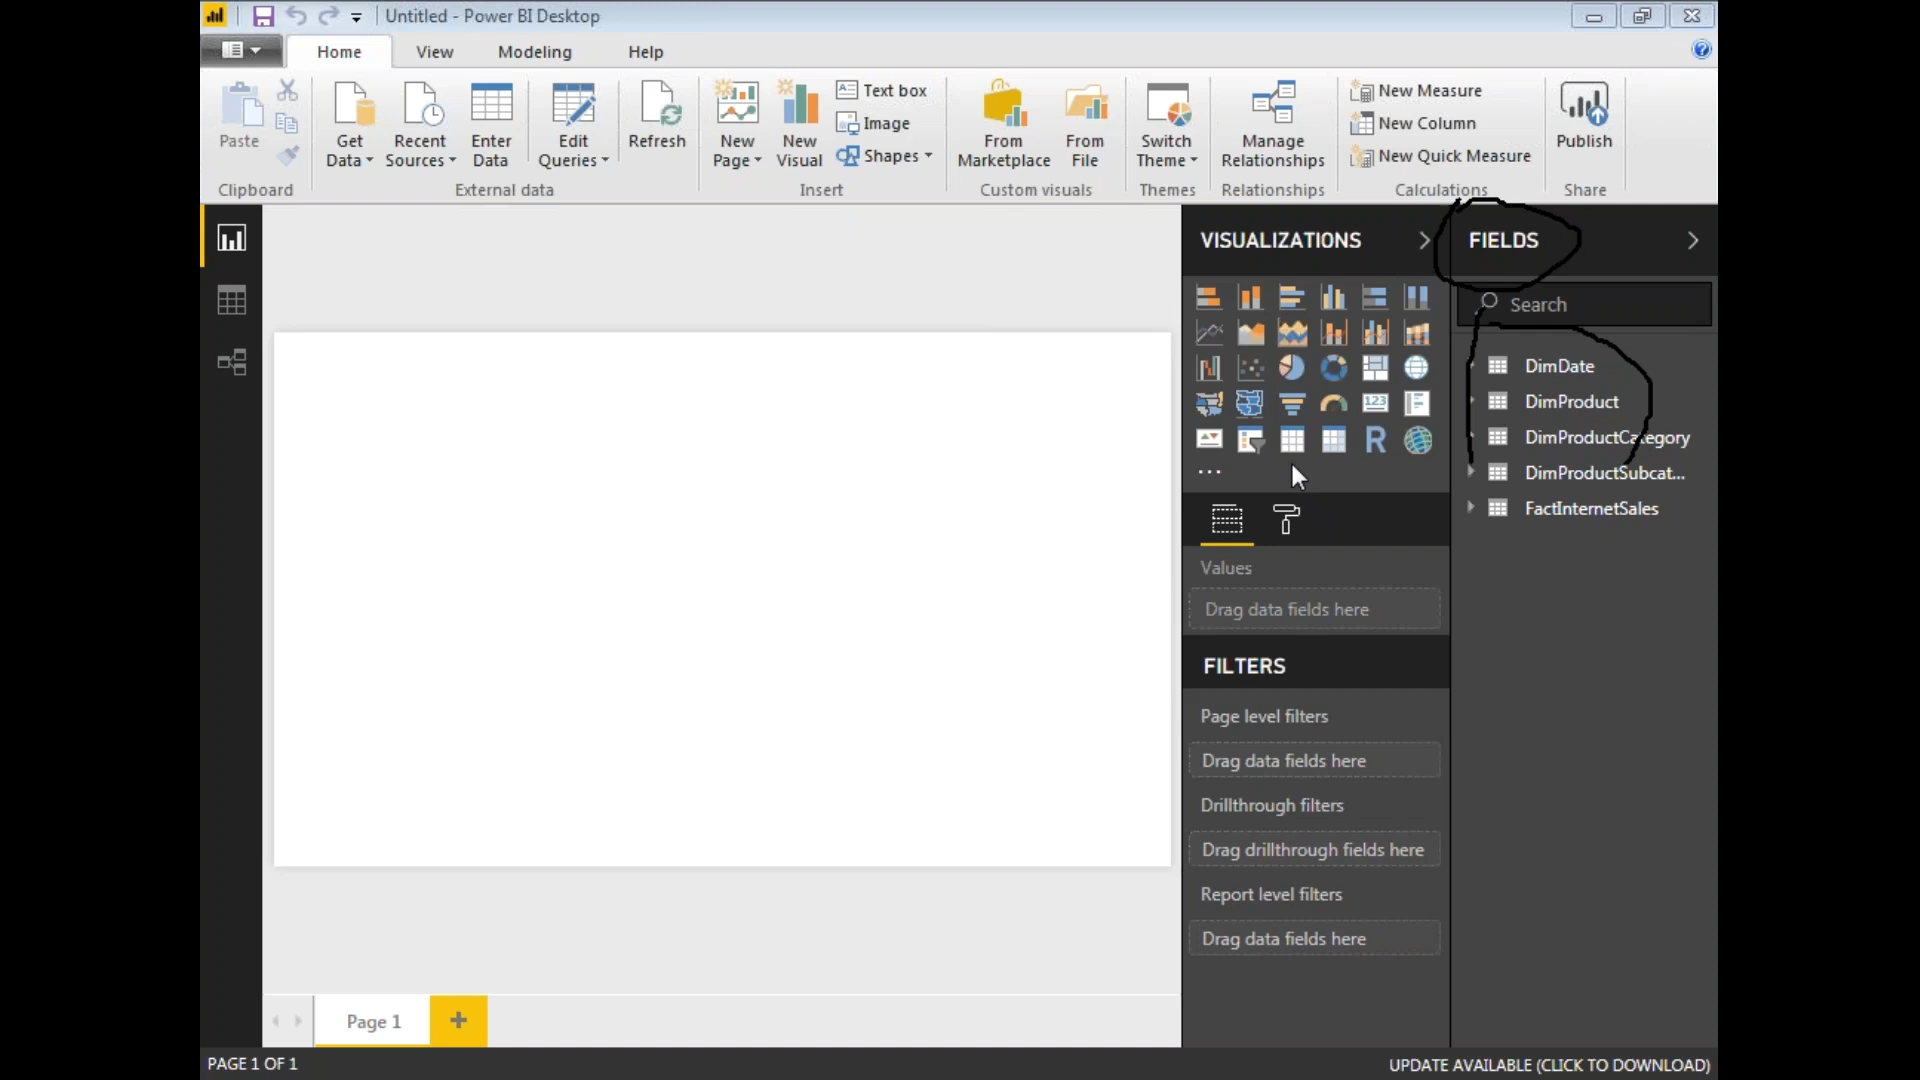 Untitled - Power BI Desktop
Home View Modeling Help
Paste
Get Data
Recent Sources
Enter Data
Edit Queries
Refresh
New Page
New Visual
Text box
Image
Shapes
From Marketplace
From File
Switch Theme
Manage Relationships
New Measure
New Column
New Quick Measure
Publish
Clipboard External data Insert Custom visuals Themes Relationships Calculations Share
VISUALIZATIONS
123
R
...
Values
Drag data fields here
FILTERS
Page level filters
Drag data fields here
Drillthrough filters
Drag drillthrough fields here
Report level filters
Drag data fields here
FIELDS
Search
DimDate
DimProduct
DimProductCategory
DimProductSubcat...
FactInternetSales
Page 1 +
PAGE 1 OF 1
UPDATE AVAILABLE (CLICK TO DOWNLOAD)